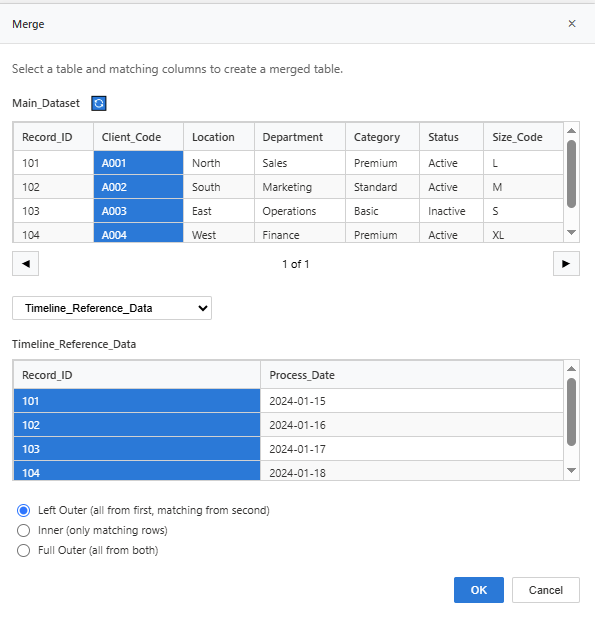 Merge ×
Select a table and matching columns to create a merged table.
Main_Dataset
Record_ID Client_Code Location Department Category Status Size_Code
101 A001 North Sales Premium Active L
102 A002 South Marketing Standard Active M
103 A003 East Operations Basic Inactive S
104 A004 West Finance Premium Active XL
1 of 1
Timeline_Reference_Data
Timeline_Reference_Data
Record_ID Process_Date
101 2024-01-15
102 2024-01-16
103 2024-01-17
104 2024-01-18
Left Outer (all from first, matching from second)
Inner (only matching rows)
Full Outer (all from both)
OK Cancel